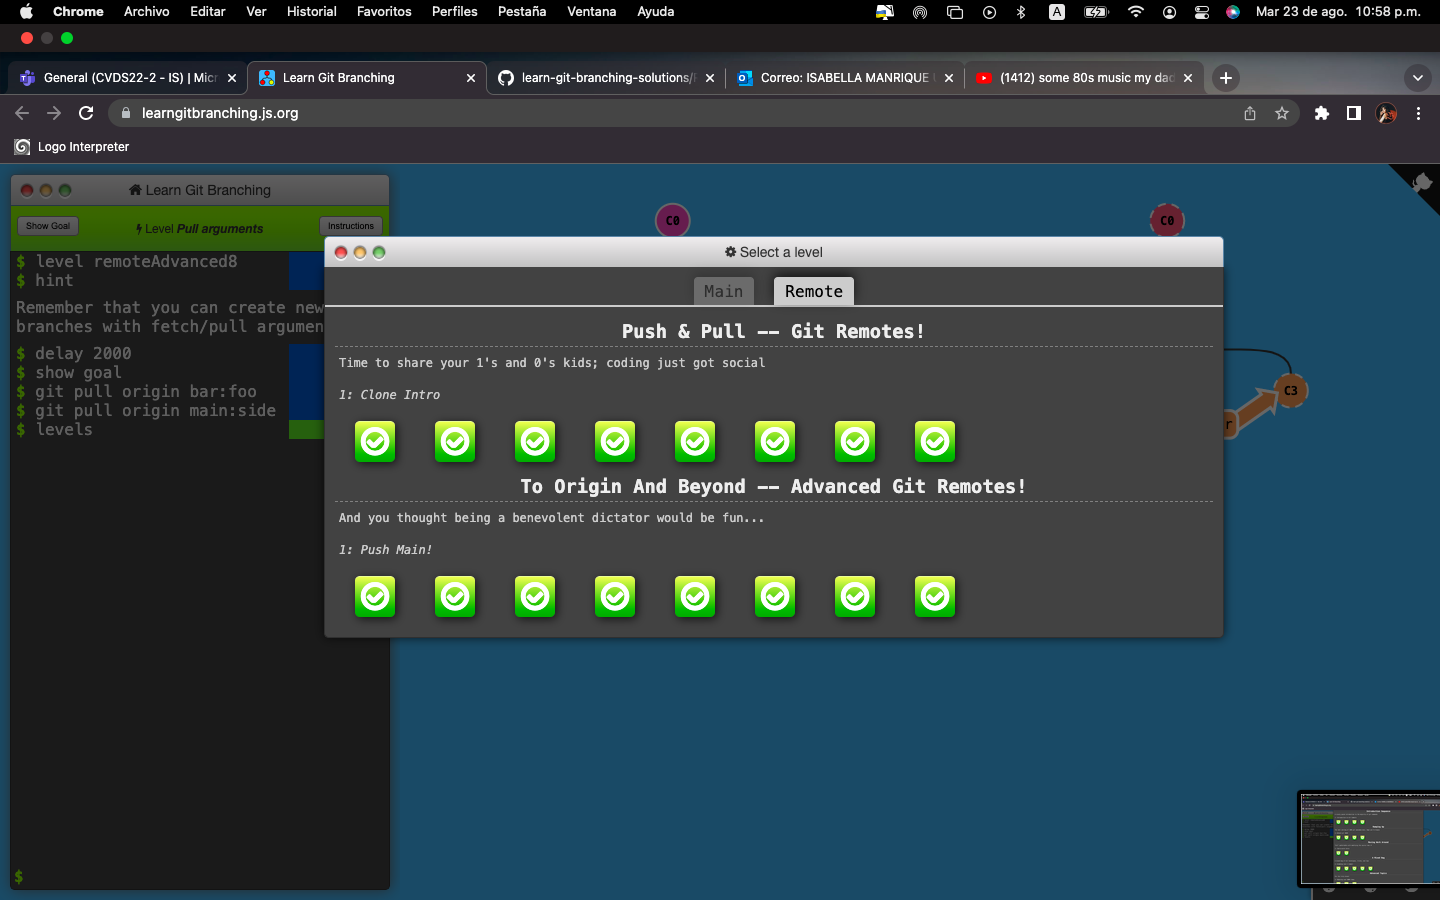 Chrome Archivo Editar Ver Historial Favoritos Perfiles Pestaña Ventana Ayuda A Mar 23 de ago. 10:58 p.m.
General (CVDS22-2 - IS) | Micr Learn Git Branching learn-git-branching-solutions/ Correo: ISABELLA MANRIQUE (1412) some 80s music my dad
learngitbranching.js.org
Logo Interpreter
Learn Git Branching
Show Goal Level Pull arguments Instructions
C0 C0
$ level remoteAdvanced8
$ hint
Remember that you can create new
branches with fetch/pull argumen
$ delay 2000
$ show goal
$ git pull origin bar:foo
$ git pull origin main:side
$ levels
$
Select a level
Main Remote
Push & Pull -- Git Remotes!
Time to share your 1's and 0's kids; coding just got social
1: Clone Intro
To Origin And Beyond -- Advanced Git Remotes!
And you thought being a benevolent dictator would be fun...
1: Push Main!
C3
r